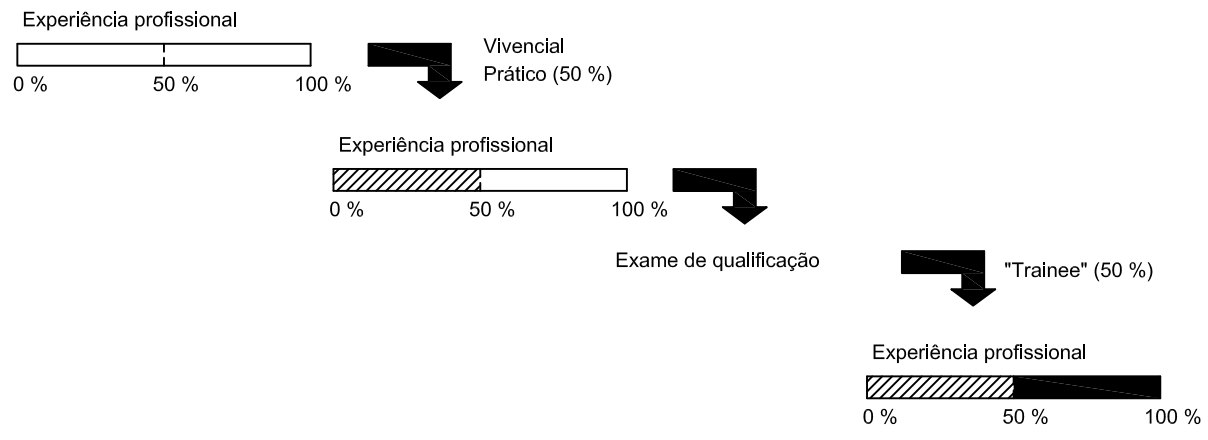 Experiência profissional
0 % 50 % 100 %
Vivencial
Prático (50 %)
Experiência profissional
0 % 50 % 100 %
Exame de qualificação
"Trainee" (50 %)
Experiência profissional
0 % 50 % 100 %